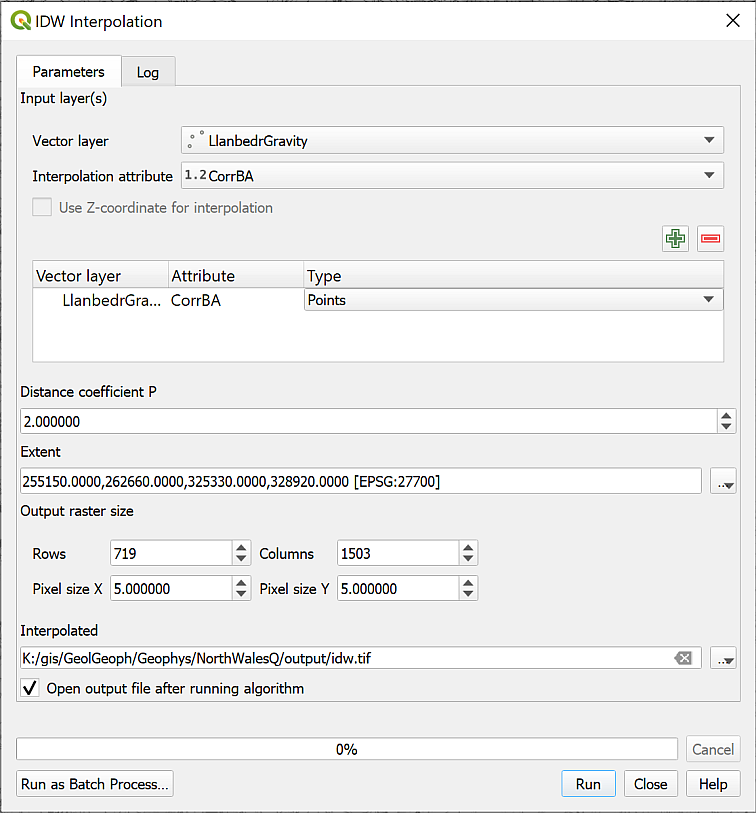 IDW Interpolation
Parameters Log
Input layer(s)
Vector layer LlanbedrGravity
Interpolation attribute 1.2 CorrBA
Use Z-coordinate for interpolation
Vector layer Attribute Type
LlanbedrGra... CorrBA Points
Distance coefficient P
2.000000
Extent
255150.0000,262660.0000,325330.0000,328920.0000 [EPSG:27700]
...
Output raster size
Rows 719 Columns 1503
Pixel size X 5.000000 Pixel size Y 5.000000
Interpolated
K:/gis/GeolGeoph/Geophys/NorthWalesQ/output/idw.tif
...
Open output file after running algorithm
0% Cancel
Run as Batch Process... Run Close Help